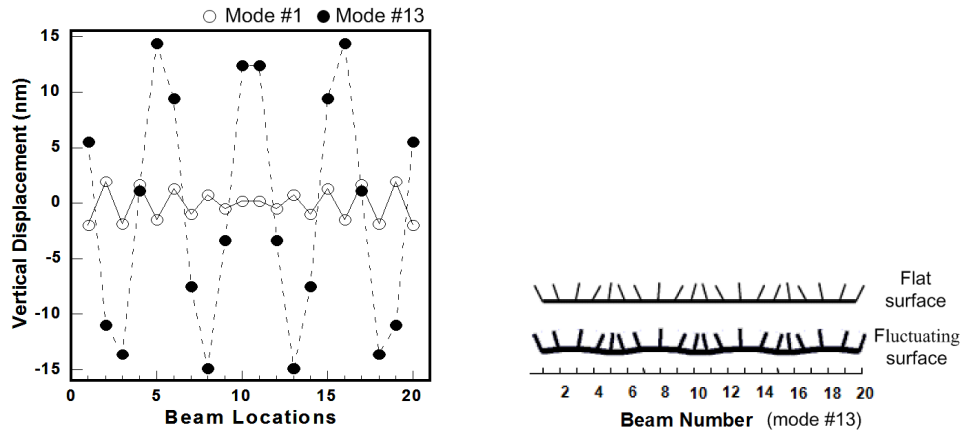 Mode #1 Mode #13
15
10
5
0
-5
-10
-15
Vertical Displacement (nm)
0 5 10 15 20
Beam Locations
Flat
surface
Fluctuating
surface
2 4 6 8 10 12 14 16 18 20
Beam Number (mode #13)